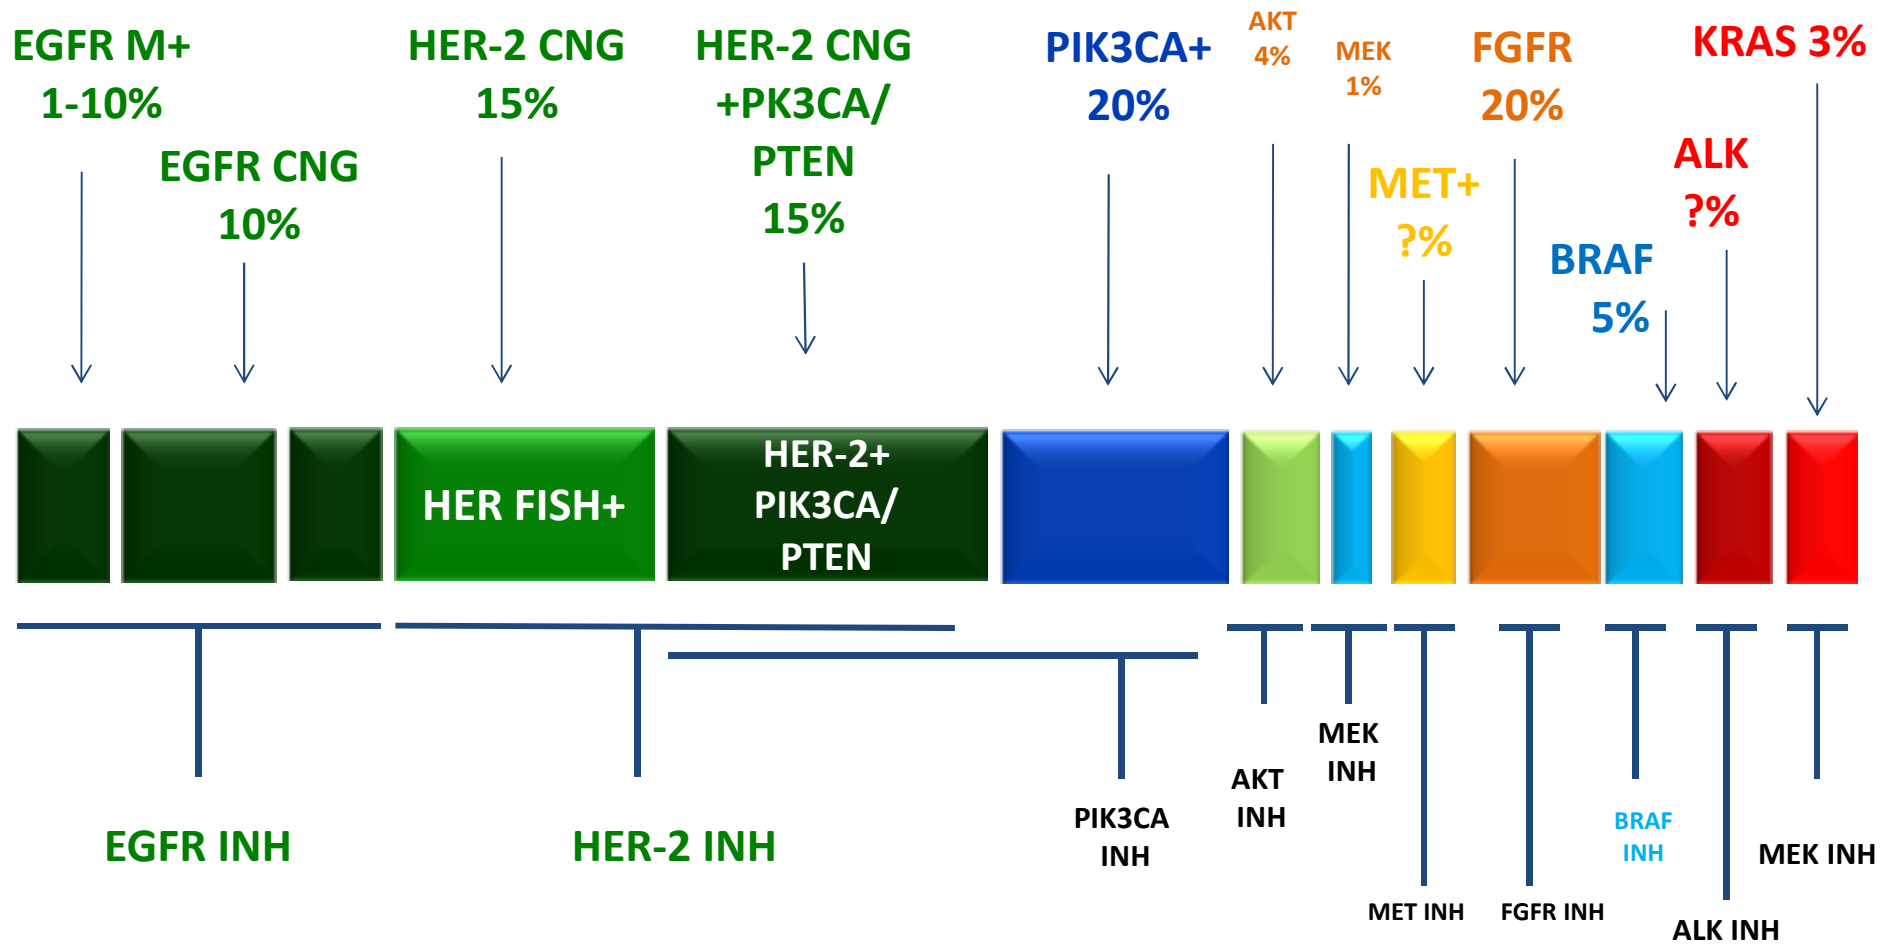 EGFR M+
1-10%
EGFR CNG
10%
HER-2 CNG
15%
HER-2 CNG
+PK3CA/
PTEN
15%
PIK3CA+
20%
AKT
4%
MEK
1%
MET+
?%
FGFR
20%
BRAF
5%
ALK
?%
KRAS 3%
HER FISH+
HER-2+
PIK3CA/
PTEN
EGFR INH
HER-2 INH
PIK3CA
INH
AKT
INH
MEK
INH
MET INH
FGFR INH
BRAF
INH
ALK INH
MEK INH